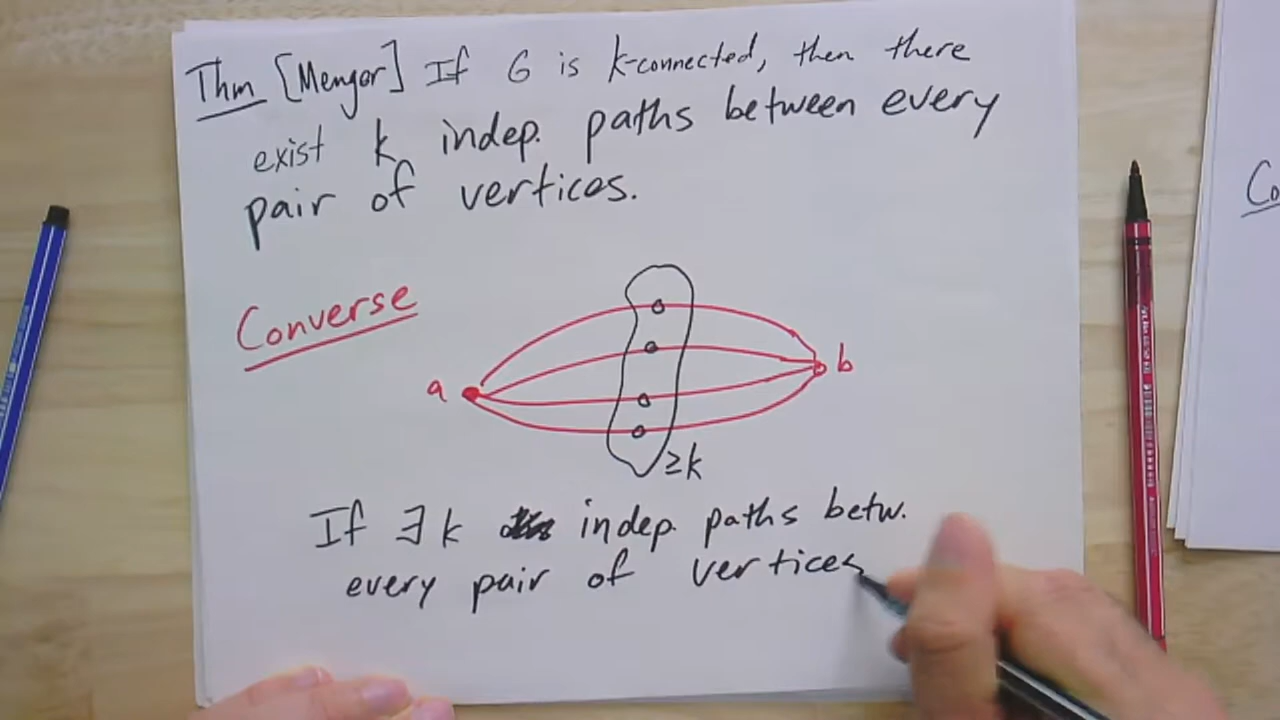 Thm [Menger] If G is k-connected, then there
exist k indep. paths between every
pair of vertices.
Converse
a
b
≥k
If ∃ k indep. paths betw.
every pair of vertices
Co